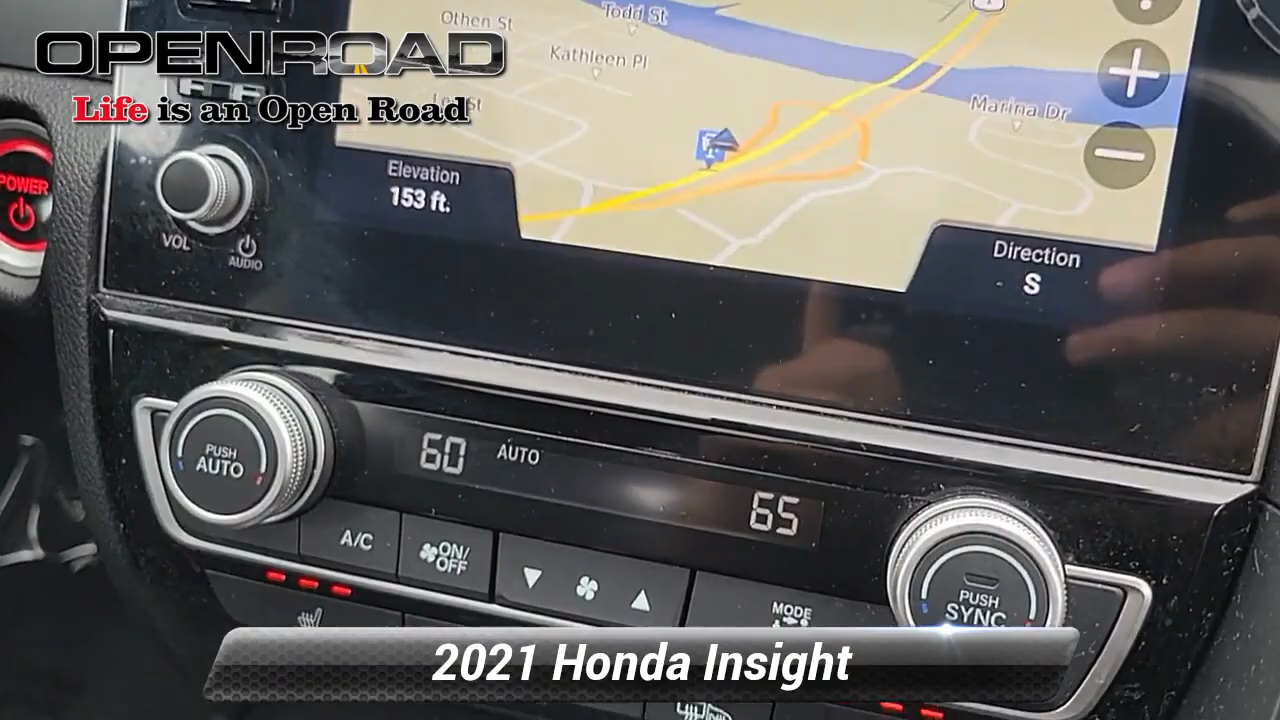 OPENROAD
Life is an Open Road
Othen St
Todd St
Kathleen Pl
Marina Dr
POWER
VOL
AUDIO
Elevation
153 ft.
Direction
S
PUSH
AUTO
60
AUTO
65
A/C
ON/
OFF
MODE
PUSH
SYNC
2021 Honda Insight